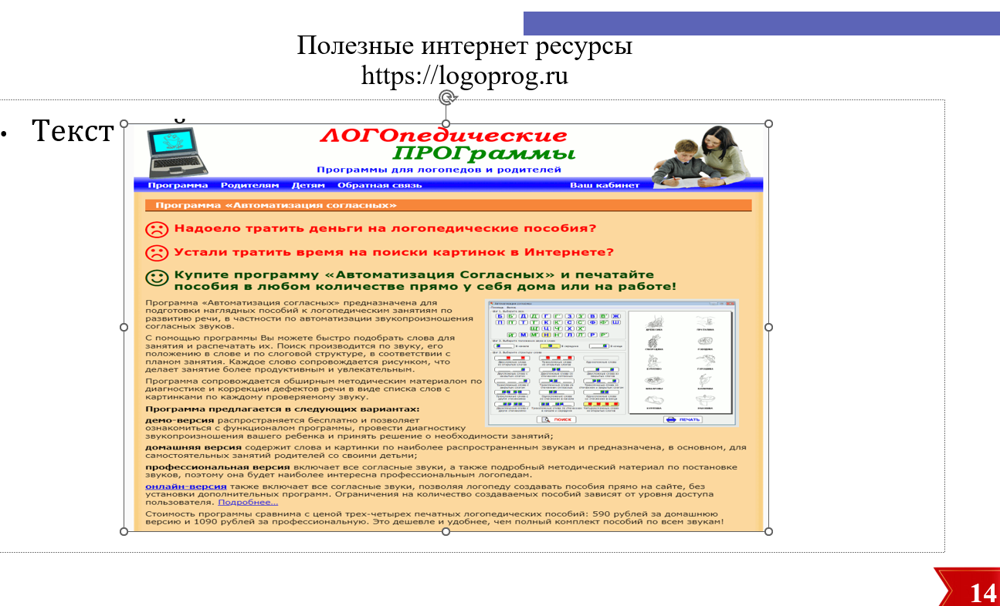 Полезные интернет ресурсы
https://logoprog.ru
• Текст
ЛОГОпедические
ПРОГраммы
Программы для логопедов и родителей
Программа Родителям Детям Обратная связь Ваш кабинет
Программа «Автоматизация согласных»
Надоело тратить деньги на логопедические пособия?
Устали тратить время на поиски картинок в Интернете?
Купите программу «Автоматизация Согласных» и печатайте
пособия в любом количестве прямо у себя дома или на работе!
Программа «Автоматизация согласных» предназначена для
подготовки наглядных пособий к логопедическим занятиям по
развитию речи, в частности по автоматизации звукопроизношения
согласных звуков.
С помощью программы Вы можете быстро подобрать слова для
занятия и распечатать их. Поиск производится по звуку, его
положению в слове и по слоговой структуре, в соответствии с
планом занятия. Каждое слово сопровождается рисунком, что
делает занятие более продуктивным и увлекательным.
Программа сопровождается обширным методическим материалом по
диагностике и коррекции дефектов речи в виде списка слов с
картинками по каждому проверяемому звуку.
Программа предлагается в следующих вариантах:
демо-версия распространяется бесплатно и позволяет
ознакомиться с функционалом программы, провести диагностику
звукопроизношения вашего ребенка и принять решение о необходимости занятий;
домашняя версия содержит слова и картинки по наиболее распространенным звукам и предназначена, в основном, для
самостоятельных занятий родителей со своими детьми;
профессиональная версия включает все согласные звуки, а также подробный методический материал по постановке
звуков, поэтому она будет наиболее интересна профессиональным логопедам.
онлайн-версия также включает все согласные звуки, позволяя логопеду создавать пособия прямо на сайте, без
установки дополнительных программ. Ограничения на количество создаваемых пособий зависят от уровня доступа
пользователя. Подробнее...
Стоимость программы сравнима с ценой трех-четырех печатных логопедических пособий: 590 рублей за домашнюю
версию и 1090 рублей за профессиональную. Это дешевле и удобнее, чем полный комплект пособий по всем звукам!
ПОИСК
ПЕЧАТЬ
14